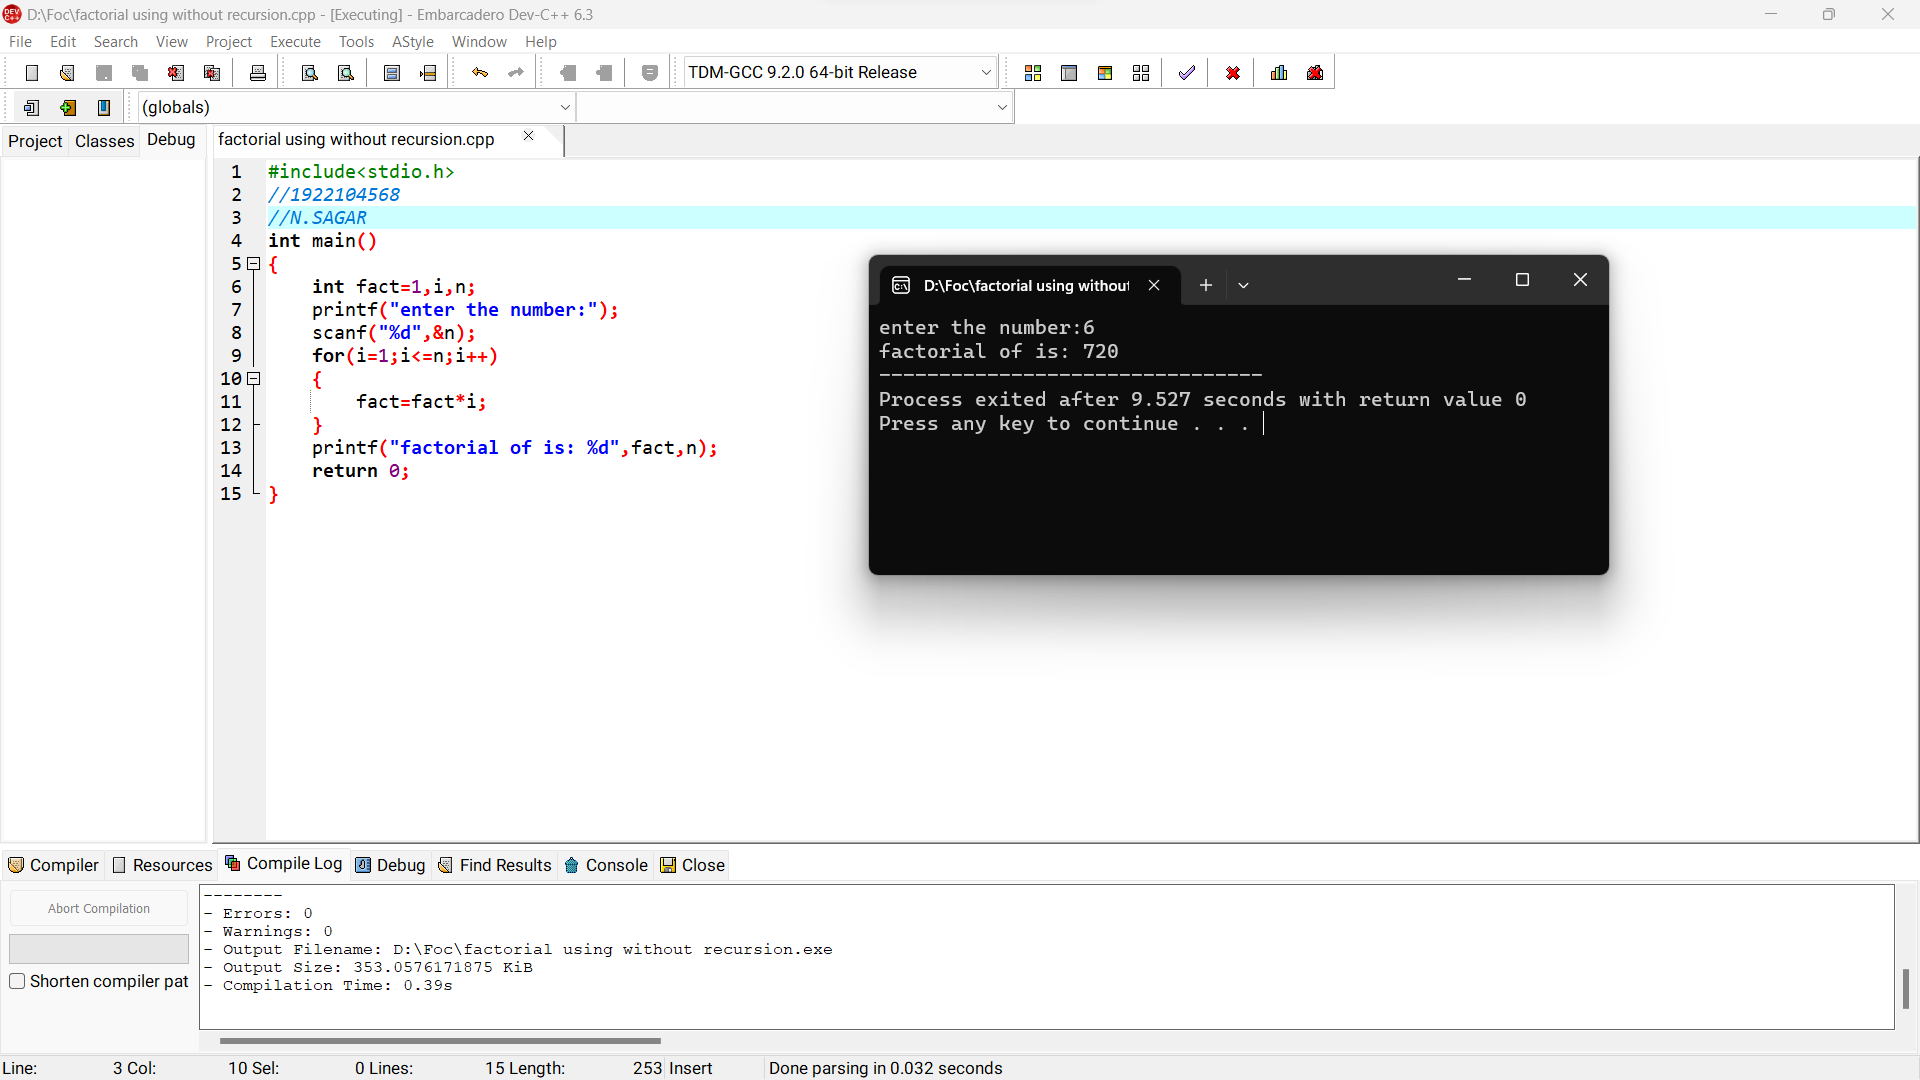 D:\Foc\factorial using without recursion.cpp - [Executing] - Embarcadero Dev-C++ 6.3
File Edit Search View Project Execute Tools AStyle Window Help
TDM-GCC 9.2.0 64-bit Release
(globals)
Project Classes Debug
factorial using without recursion.cpp
1 #include<stdio.h>
2 //1922104568
3 //N.SAGAR
4 int main()
5 {
6 int fact=1,i,n;
7 printf("enter the number:");
8 scanf("%d",&n);
9 for(i=1;i<=n;i++)
10 {
11 fact=fact*i;
12 }
13 printf("factorial of is: %d",fact,n);
14 return 0;
15 }
D:\Foc\factorial using withou
enter the number:6
factorial of is: 720
--------------------------------
Process exited after 9.527 seconds with return value 0
Press any key to continue . . .
Compiler Resources Compile Log Debug Find Results Console Close
Abort Compilation
Shorten compiler pat
--------
- Errors: 0
- Warnings: 0
- Output Filename: D:\Foc\factorial using without recursion.exe
- Output Size: 353.0576171875 KiB
- Compilation Time: 0.39s
Line: 3 Col: 10 Sel: 0 Lines: 15 Length: 253 Insert Done parsing in 0.032 seconds